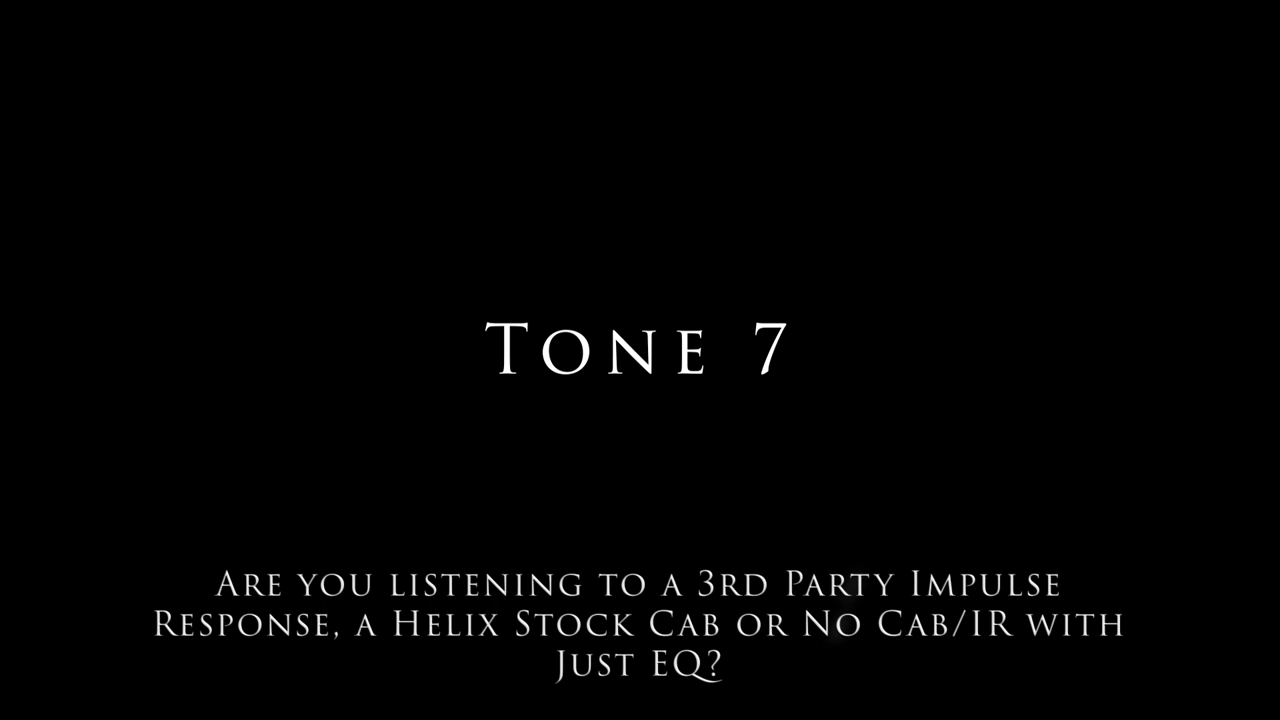 Tone 7
Are you listening to a 3rd Party Impulse
Response, a Helix Stock Cab or No Cab/IR with
Just EQ?